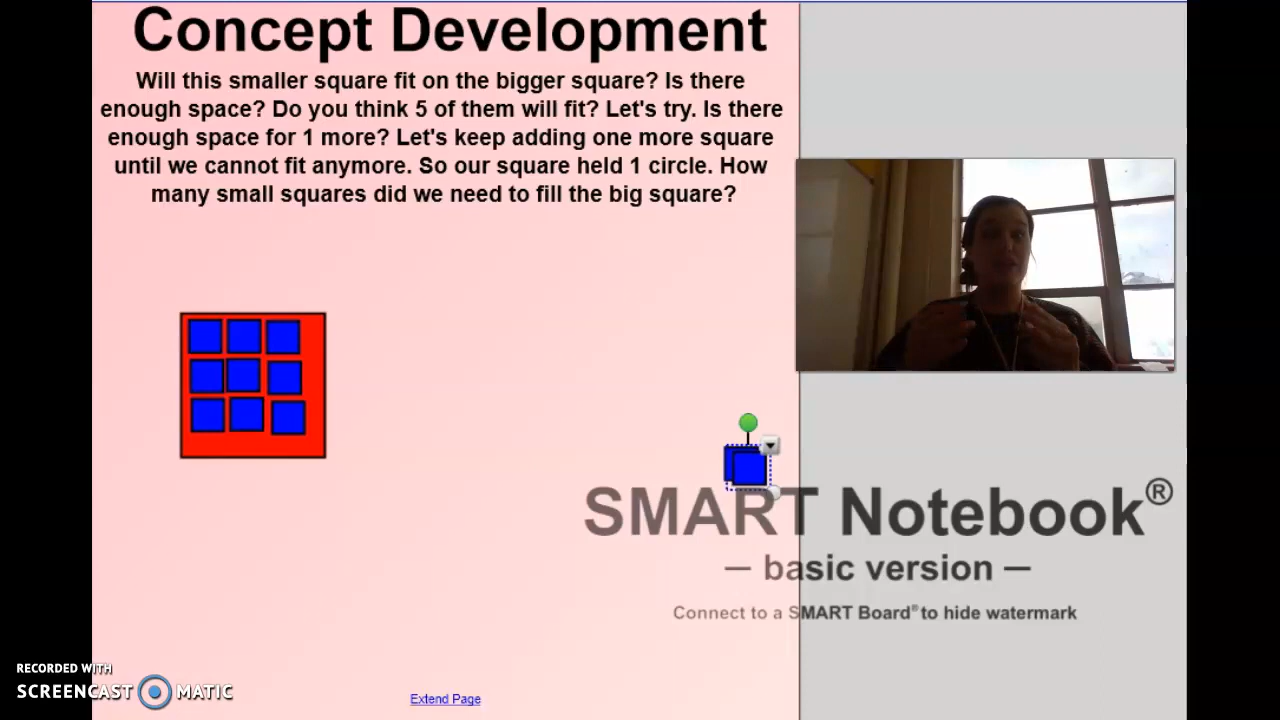 Concept Development
Will this smaller square fit on the bigger square? Is there
enough space? Do you think 5 of them will fit? Let's try. Is there
enough space for 1 more? Let's keep adding one more square
until we cannot fit anymore. So our square held 1 circle. How
many small squares did we need to fill the big square?
SMART Notebook®
— basic version —
Connect to a SMART Board® to hide watermark
RECORDED WITH
SCREENCAST MATIC
Extend Page